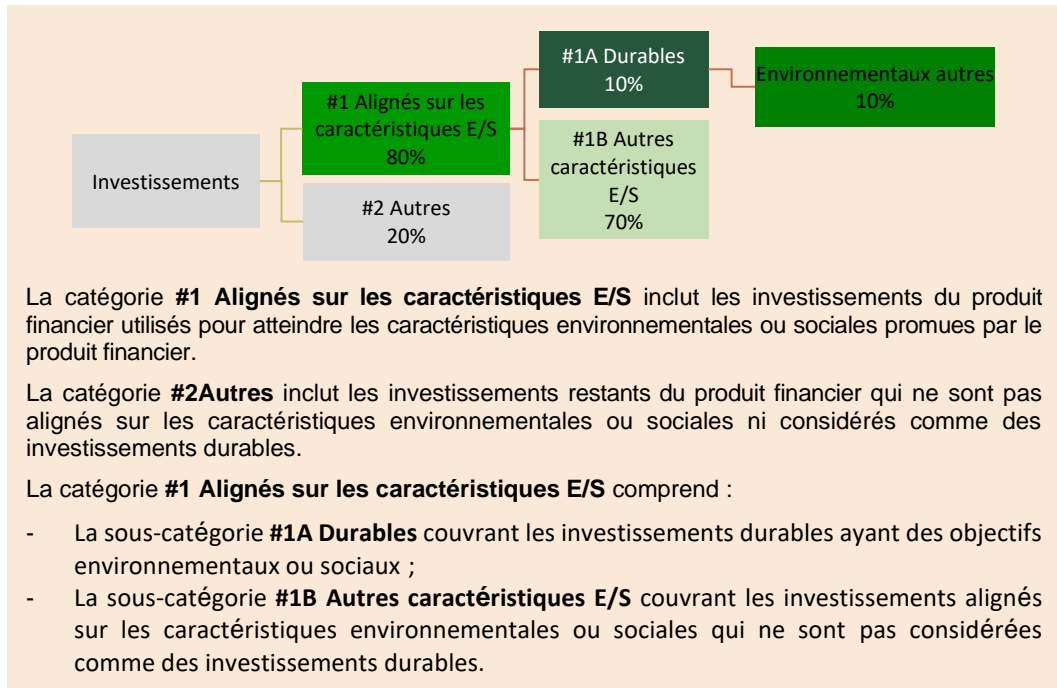 #1A Durables
10%
Environnementaux autres
10%
#1 Alignés sur les
caractéristiques E/S
80%
#1B Autres
caractéristiques
E/S
70%
Investissements
#2 Autres
20%
La catégorie #1 Alignés sur les caractéristiques E/S inclut les investissements du produit
financier utilisés pour atteindre les caractéristiques environnementales ou sociales promues par le
produit financier.
La catégorie #2Autres inclut les investissements restants du produit financier qui ne sont pas
alignés sur les caractéristiques environnementales ou sociales ni considérés comme des
investissements durables.
La catégorie #1 Alignés sur les caractéristiques E/S comprend :
- La sous-catégorie #1A Durables couvrant les investissements durables ayant des objectifs
environnementaux ou sociaux ;
- La sous-catégorie #1B Autres caractéristiques E/S couvrant les investissements alignés
sur les caractéristiques environnementales ou sociales qui ne sont pas considérées
comme des investissements durables.